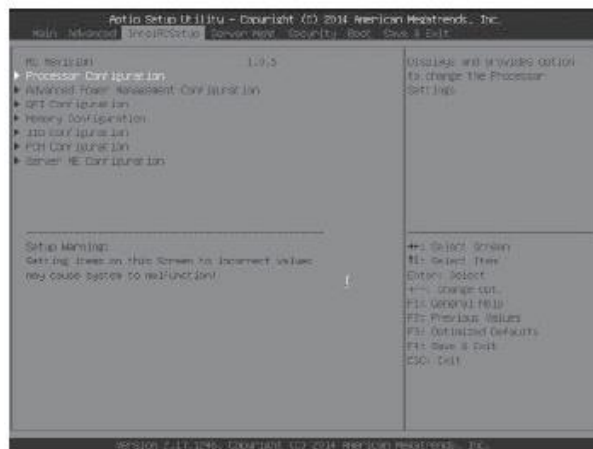 Aptio Setup Utility - Copyright (C) 2014 American Megatrends, Inc.
Main Advanced IntelRCSetup Server Mgmt Security Boot Save & Exit
RC Revision 1.0.5
Processor Configuration
Advanced Power Management Configuration
QPI Configuration
Memory Configuration
IIO Configuration
PCH Configuration
Server ME Configuration
Setup Warning:
Setting items on this Screen to incorrect values
may cause system to malfunction!
Displays and provides option
to change the Processor
Settings
: Select Screen
: Select Item
Enter: Select
+/-: Change Opt.
F1: General Help
F2: Previous Values
F3: Optimized Defaults
F4: Save & Exit
ESC: Exit
Version 2.17.1246. Copyright (C) 2014 American Megatrends, Inc.